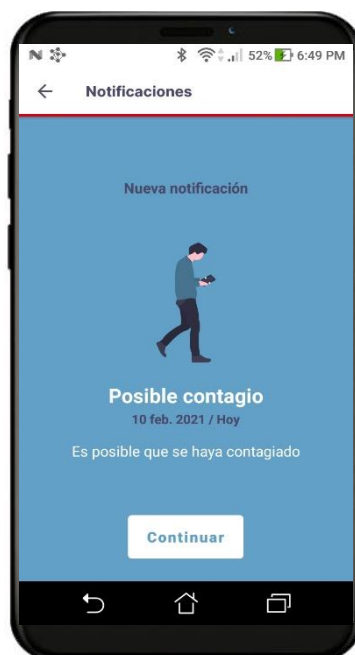 52% 6:49 PM
Notificaciones
Nueva notificación
Posible contagio
10 feb. 2021 / Hoy
Es posible que se haya contagiado
Continuar